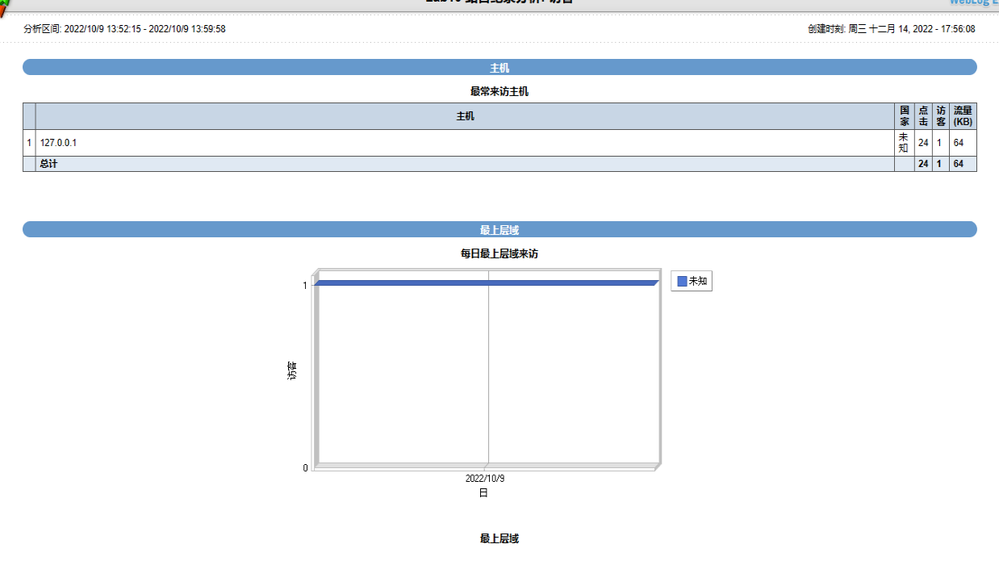 分析区间: 2022/10/9 13:52:15 - 2022/10/9 13:59:58
创建时刻: 周三 十二月 14, 2022 - 17:56:08
主机
最常来访主机
主机 国家 点击 访客 流量(KB)
1 127.0.0.1 未知 24 1 64
总计 24 1 64
最上层域
每日最上层域来访
1
未知
访客
0
2022/10/9
日
最上层域